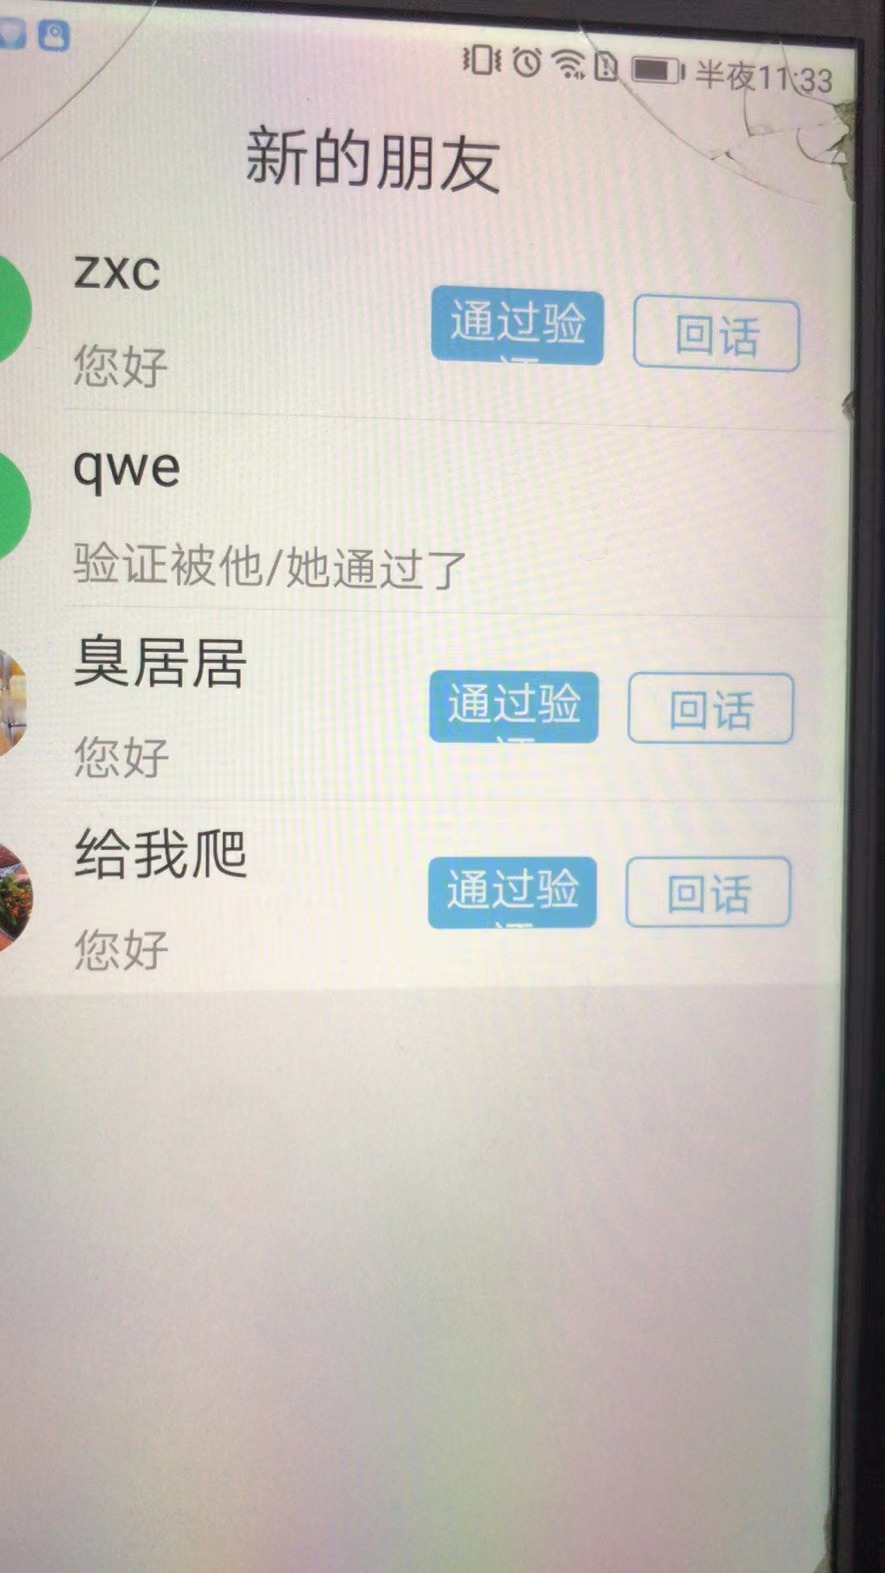 半夜11:33
新的朋友
zxc
通过验
回话
您好
qwe
验证被他/她通过了
臭居居
通过验
回话
您好
给我爬
通过验
回话
您好